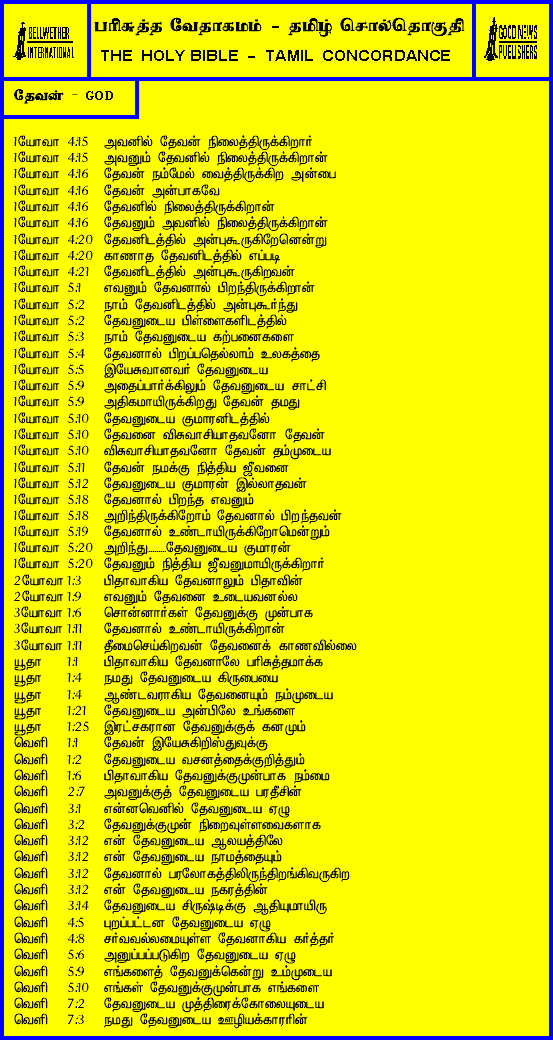 BELLWETHER
INTERNATIONAL
பரிசுத்த வேதாகமம் - தமிழ் சொல்தொகுதி
THE HOLY BIBLE - TAMIL CONCORDANCE
GOOD NEWS
PUBLISHERS
தேவன் - GOD
1யோவா 4:15 அவனில் தேவன் நிலைத்திருக்கிறார்
1யோவா 4:15 அவனும் தேவனில் நிலைத்திருக்கிறான்
1யோவா 4:16 தேவன் நம்மேல் வைத்திருக்கிற அன்பை
1யோவா 4:16 தேவன் அன்பாகவே
1யோவா 4:16 தேவனில் நிலைத்திருக்கிறான்
1யோவா 4:16 தேவனும் அவனில் நிலைத்திருக்கிறான்
1யோவா 4:20 தேவனிடத்தில் அன்புகூருகிறேனென்று
1யோவா 4:20 காணாத தேவனிடத்தில் எப்படி
1யோவா 4:21 தேவனிடத்தில் அன்புகூருகிறவன்
1யோவா 5:1 எவனும் தேவனால் பிறந்திருக்கிறான்
1யோவா 5:2 நாம் தேவனிடத்தில் அன்புகூர்ந்து
1யோவா 5:2 தேவனுடைய பிள்ளைகளிடத்தில்
1யோவா 5:3 நாம் தேவனுடைய கற்பனைகளை
1யோவா 5:4 தேவனால் பிறப்பதெல்லாம் உலகத்தை
1யோவா 5:5 இயேசுவானவர் தேவனுடைய
1யோவா 5:9 அதைப்பார்க்கிலும் தேவனுடைய சாட்சி
1யோவா 5:9 அதிகமாயிருக்கிறது தேவன் தமது
1யோவா 5:10 தேவனுடைய குமாரனிடத்தில்
1யோவா 5:10 தேவனை விசுவாசியாதவனோ தேவன்
1யோவா 5:10 விசுவாசியாதவனோ தேவன் தம்முடைய
1யோவா 5:11 தேவன் நமக்கு நித்திய ஜீவனை
1யோவா 5:12 தேவனுடைய குமாரன் இல்லாதவன்
1யோவா 5:18 தேவனால் பிறந்த எவனும்
1யோவா 5:18 அறிந்திருக்கிறோம் தேவனால் பிறந்தவன்
1யோவா 5:19 தேவனால் உண்டாயிருக்கிறோமென்றும்
1யோவா 5:20 அறிந்து........தேவனுடைய குமாரன்
1யோவா 5:20 தேவனும் நித்திய ஜீவனுமாயிருக்கிறார்
2யோவா 1:3 பிதாவாகிய தேவனாலும் பிதாவின்
2யோவா 1:9 எவனும் தேவனை உடையவனல்ல
3யோவா 1:6 சொன்னார்கள் தேவனுக்கு முன்பாக
3யோவா 1:11 தேவனால் உண்டாயிருக்கிறான்
3யோவா 1:11 தீமைசெய்கிறவன் தேவனைக் காணவில்லை
யூதா 1:1 பிதாவாகிய தேவனாலே பரிசுத்தமாக்க
யூதா 1:4 நமது தேவனுடைய கிருபையை
யூதா 1:4 ஆண்டவராகிய தேவனையும் நம்முடைய
யூதா 1:21 தேவனுடைய அன்பிலே உங்களை
யூதா 1:25 இரட்சகரான தேவனுக்குக் கனமும்
வெளி 1:1 தேவன் இயேசுகிறிஸ்துவுக்கு
வெளி 1:2 தேவனுடைய வசனத்தைக்குறித்தும்
வெளி 1:6 பிதாவாகிய தேவனுக்குமுன்பாக நம்மை
வெளி 2:7 அவனுக்குத் தேவனுடைய பரதீசின்
வெளி 3:1 என்னவெனில் தேவனுடைய ஏழு
வெளி 3:2 தேவனுக்குமுன் நிறைவுள்ளவைகளாக
வெளி 3:12 என் தேவனுடைய ஆலயத்திலே
வெளி 3:12 என் தேவனுடைய நாமத்தையும்
வெளி 3:12 தேவனால் பரலோகத்திலிருந்திறங்கிவருகிற
வெளி 3:12 என் தேவனுடைய நகரத்தின்
வெளி 3:14 தேவனுடைய சிருஷ்டிக்கு ஆதியுமாயிரு
வெளி 4:5 புறப்பட்டன தேவனுடைய ஏழு
வெளி 4:8 சர்வவல்லமையுள்ள தேவனாகிய கர்த்தர்
வெளி 5:6 அனுப்பப்படுகிற தேவனுடைய ஏழு
வெளி 5:9 எங்களைத் தேவனுக்கென்று உம்முடைய
வெளி 5:10 எங்கள் தேவனுக்குமுன்பாக எங்களை
வெளி 7:2 தேவனுடைய முத்திரைக்கோலையுடைய
வெளி 7:3 நமது தேவனுடைய ஊழியக்காரரின்